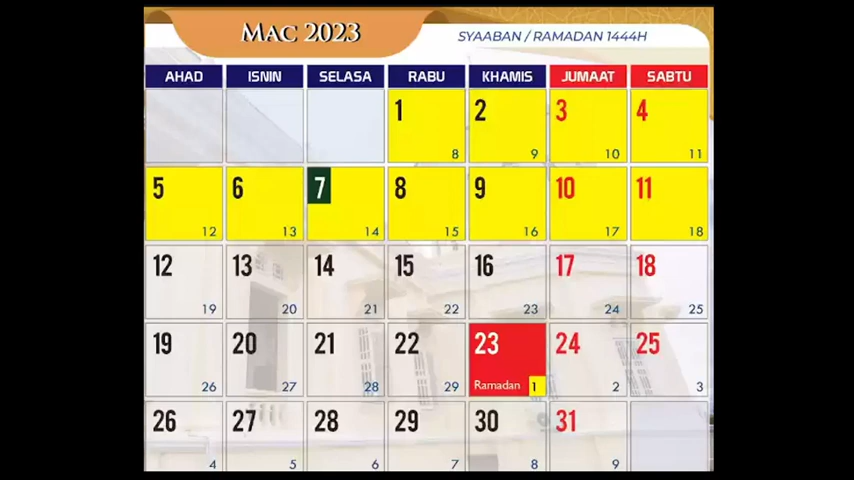 MAC 2023
SYAABAN / RAMADAN 1444H
AHAD ISNIN SELASA RABU KHAMIS JUMAAT SABTU
1 2 3 4
8 9 10 11
5 6 7 8 9 10 11
12 13 14 15 16 17 18
12 13 14 15 16 17 18
19 20 21 22 23 24 25
19 20 21 22 23 24 25
26 27 28 29 Ramadan 1 2 3
26 27 28 29 30 31
4 5 6 7 8 9